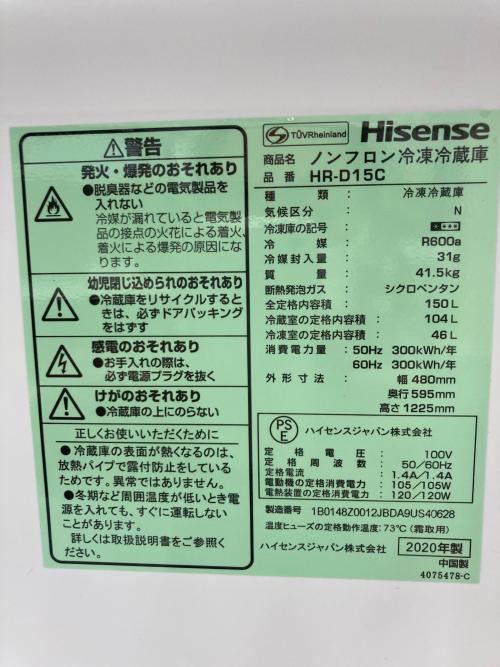 ⚠警告
発火・爆発のおそれあり
●脱臭器などの電気製品を
入れない
冷媒が漏れていると電気製
品の接点の火花による着火、
着火による爆発の原因にな
ります。
幼児閉じ込められのおそれあり
●冷蔵庫をリサイクルすると
きは、必ずドアパッキング
をはずす
感電のおそれあり
●お手入れの際は、
必ず電源プラグを抜く
けがのおそれあり
●冷蔵庫の上にのらない
正しくお使いいただくために
●冷蔵庫の表面が熱くなるのは、
放熱パイプで露付防止をしている
ためです。異常ではありません。
●冬期など周囲温度が低いとき電
源を入れても、すぐに運転しない
ことがあります。
詳しくは取扱説明書をご参照く
ださい。
TÜVRheinland Hisense
商品名 ノンフロン冷凍冷蔵庫
品番 HR-D15C
種類: 冷凍冷蔵庫
気候区分: N
冷凍庫の記号:
冷媒: R600a
冷媒封入量: 31g
質量: 41.5kg
断熱発泡ガス: シクロペンタン
全定格内容積: 150L
冷蔵室の定格内容積: 104L
冷凍室の定格内容積: 46L
消費電力量: 50Hz 300kWh/年
60Hz 300kWh/年
外形寸法: 幅 480mm
奥行 595mm
高さ 1225mm
PSE ハイセンスジャパン株式会社
定格電圧: 100V
定格周波数: 50/60Hz
定格電流: 1.4A/1.4A
電動機の定格消費電力: 105/105W
電熱装置の定格消費電力: 120/120W
製造番号 1B0148Z0012JBDA9US40628
温度ヒューズの定格動作温度:73℃(霜取用)
ハイセンスジャパン株式会社 2020年製
中国製
4075478-C